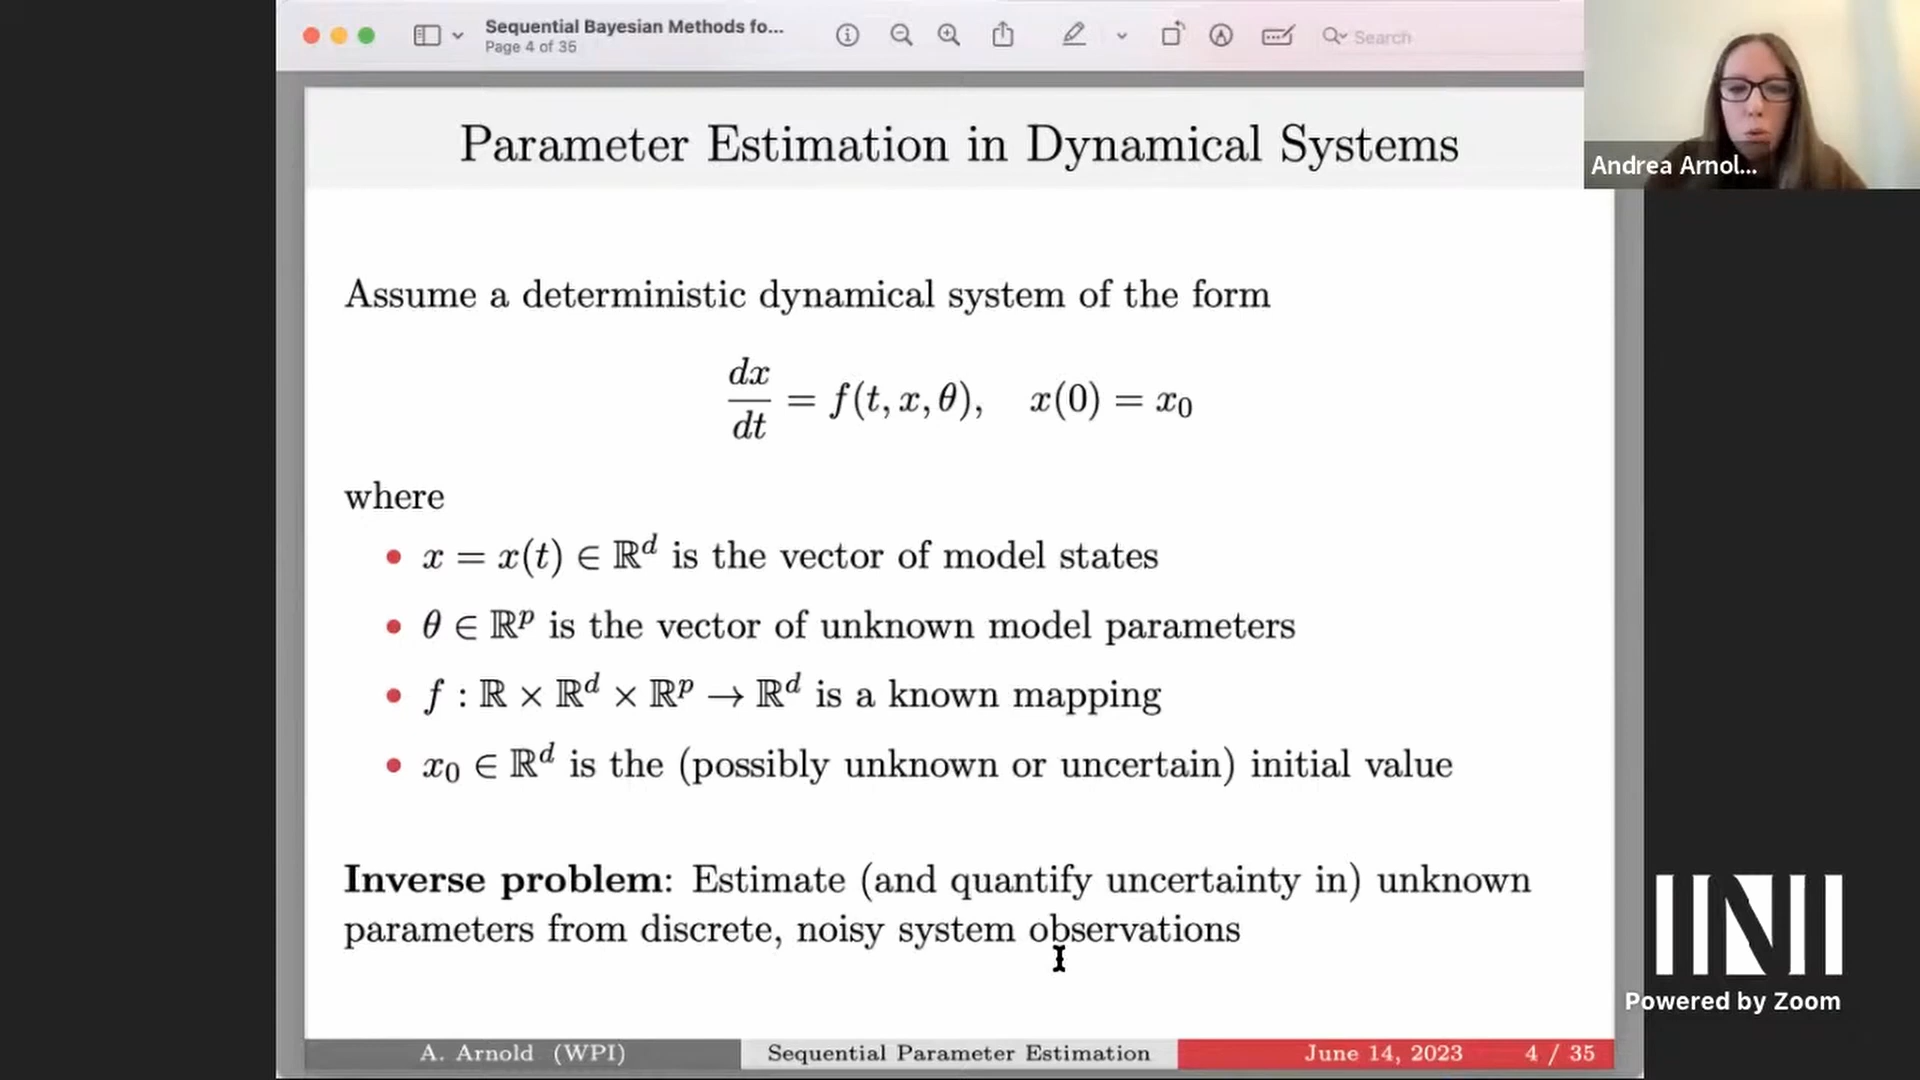 Sequential Bayesian Methods fo...
Page 4 of 35
Search
Andrea Arnol...
Parameter Estimation in Dynamical Systems
Assume a deterministic dynamical system of the form
dx/dt = f(t, x, θ), x(0) = x₀
where
• x = x(t) ∈ ℝᵈ is the vector of model states
• θ ∈ ℝᵖ is the vector of unknown model parameters
• f : ℝ × ℝᵈ × ℝᵖ → ℝᵈ is a known mapping
• x₀ ∈ ℝᵈ is the (possibly unknown or uncertain) initial value
Inverse problem: Estimate (and quantify uncertainty in) unknown
parameters from discrete, noisy system observations
INI
Powered by Zoom
A. Arnold (WPI) Sequential Parameter Estimation June 14, 2023 4 / 35